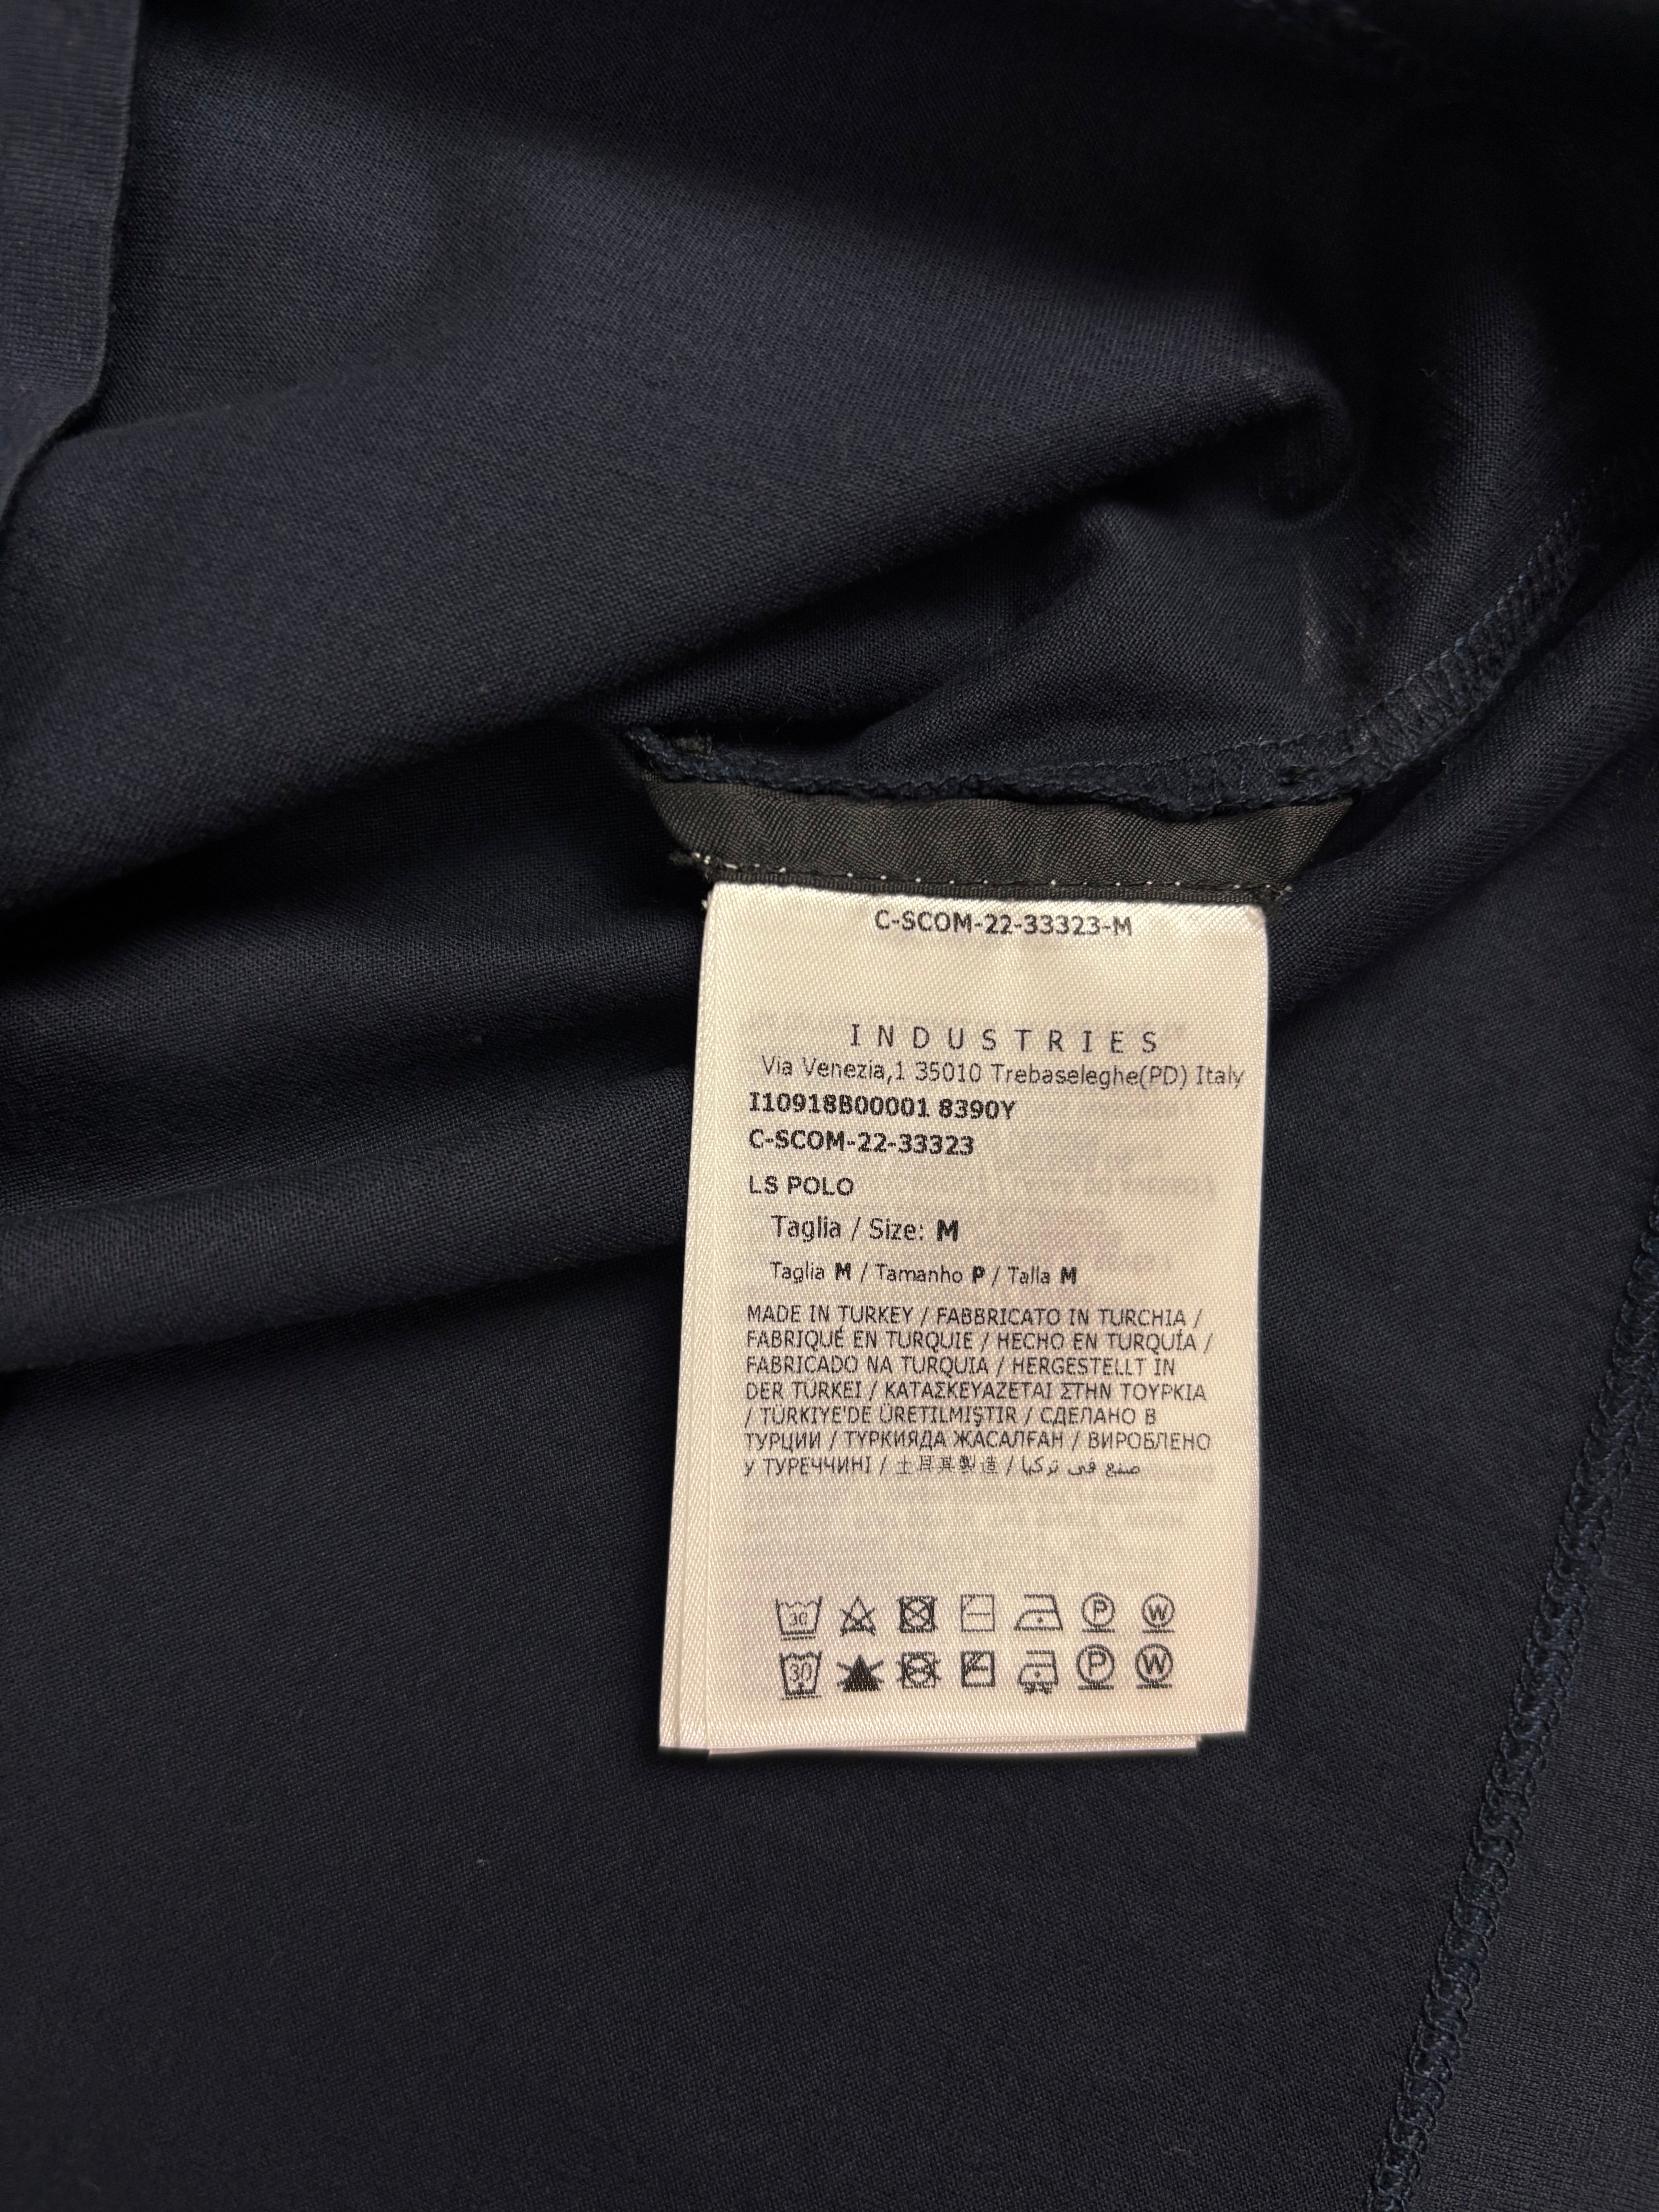 C-SCOM-22-33323-M
INDUSTRIES
Via Venezia,1 35010 Trebaseleghe(PD) Italy
I10918B00001 8390Y
C-SCOM-22-33323
LS POLO
Taglia / Size: M
Taglia M / Tamanho P / Talla M
MADE IN TURKEY / FABBRICATO IN TURCHIA /
FABRIQUÉ EN TURQUIE / HECHO EN TURQUÍA /
FABRICADO NA TURQUIA / HERGESTELLT IN
DER TÜRKEI / ΚΑΤΑΣΚΕΥΑΖΕΤΑΙ ΣΤΗΝ ΤΟΥΡΚΙΑ
/ TÜRKIYE'DE ÜRETILMIŞTIR / СДЕЛАНО В
ТУРЦИИ / ТҮРКИЯДА ЖАСАЛҒАН / ВИРОБЛЕНО
У ТУРЕЧЧИНІ / 土耳其製造 / صنع في تركيا
30 P W
30 P W